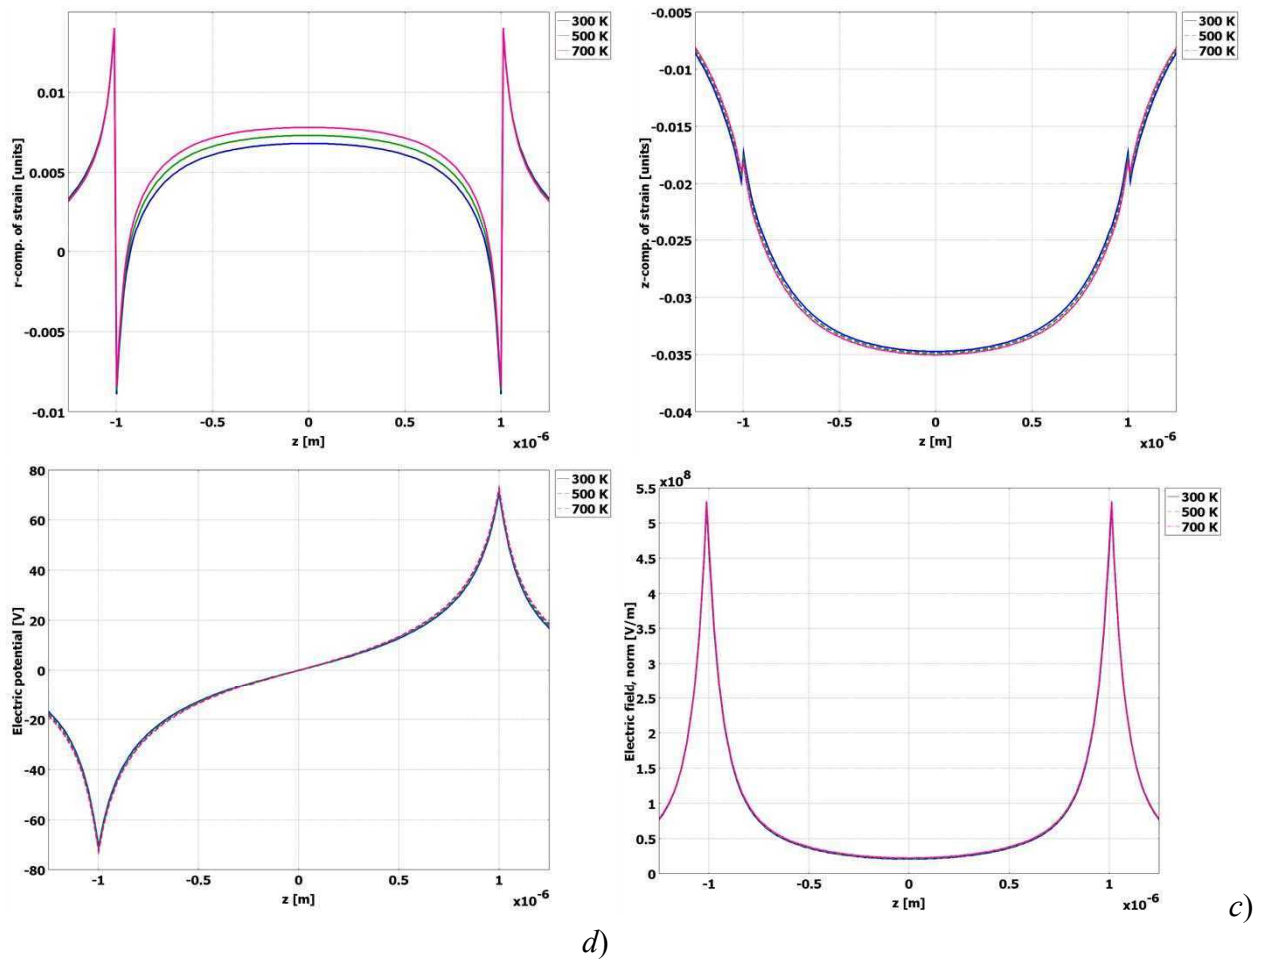 300 K
500 K
700 K
0.01
0.005
0
-0.005
-0.01
r-comp. of strain [units]
-1
-0.5
0
0.5
1
x10-6
z [m]
300 K
500 K
700 K
-0.005
-0.01
-0.015
-0.02
-0.025
-0.03
-0.035
-0.04
z-comp. of strain [units]
-1
-0.5
0
0.5
1
x10-6
z [m]
300 K
500 K
700 K
80
60
40
20
0
-20
-40
-60
-80
Electric potential [V]
-1
-0.5
0
0.5
1
x10-6
z [m]
300 K
500 K
700 K
x108
5.5
5
4.5
4
3.5
3
2.5
2
1.5
1
0.5
0
Electric field, norm [V/m]
-1
-0.5
0
0.5
1
x10-6
z [m]
c)
d)